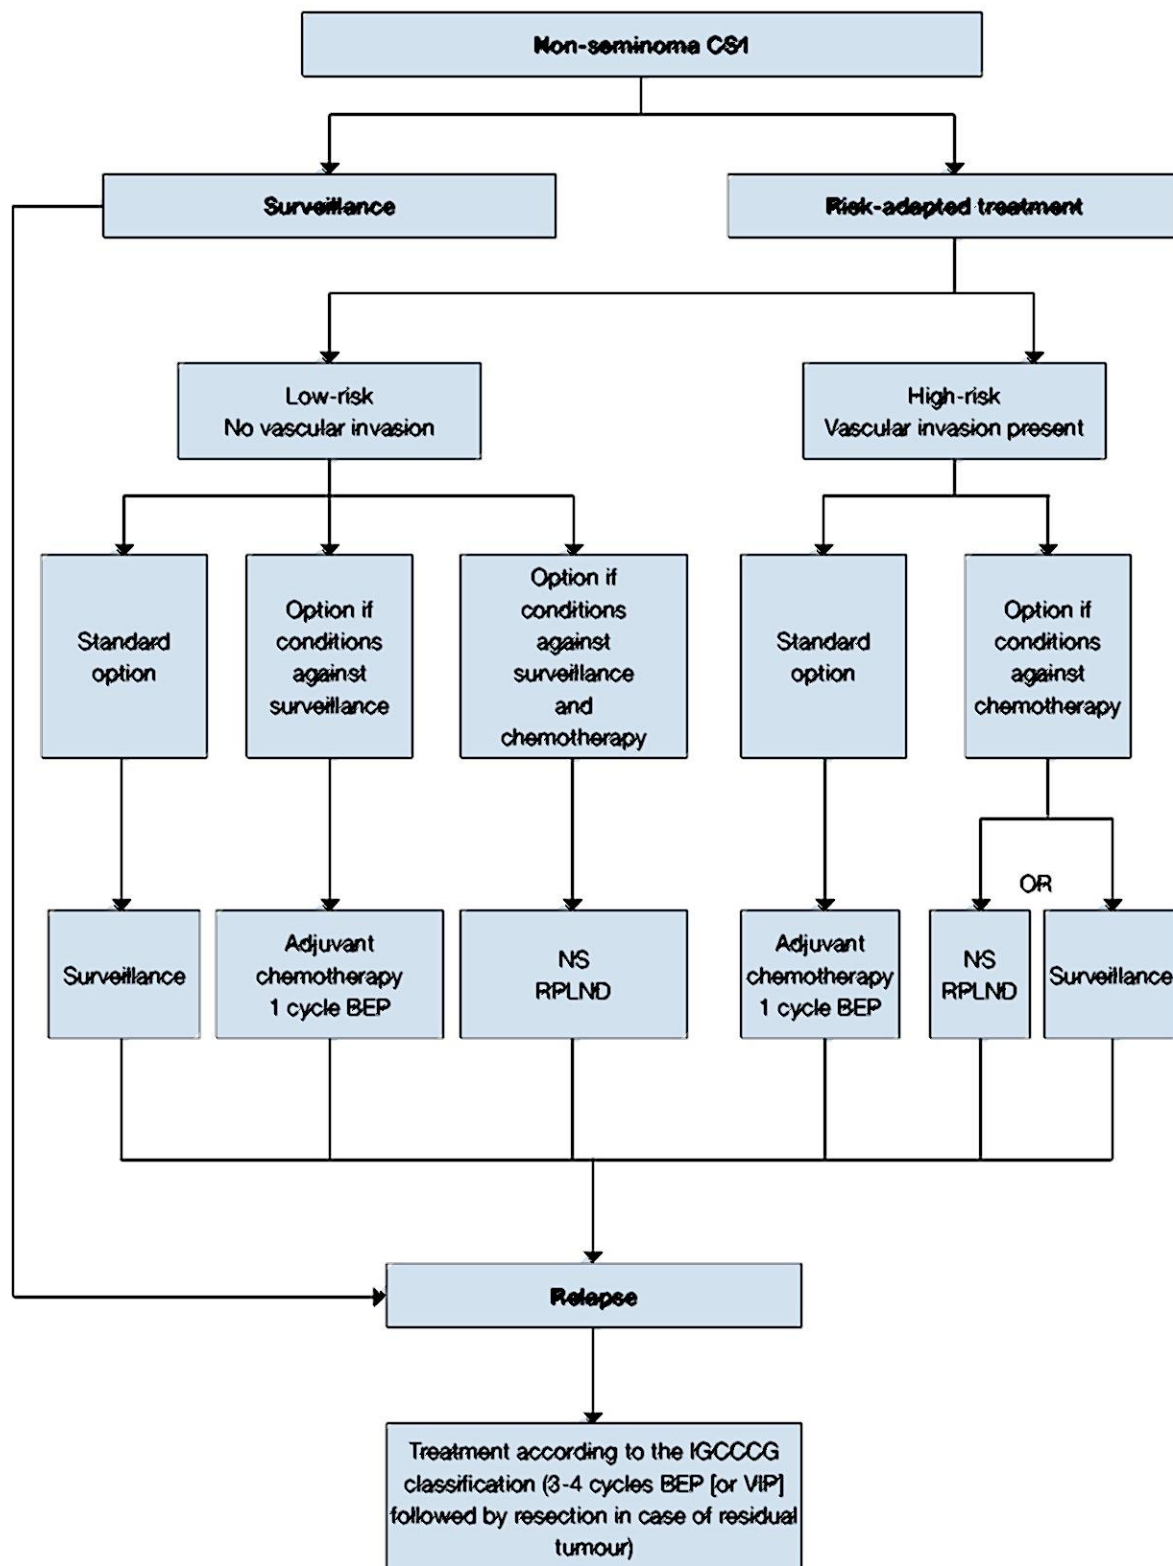 Non-seminoma CS1
Surveillance
Risk-adapted treatment
Low-risk
No vascular invasion
High-risk
Vascular invasion present
Standard
option
Option if
conditions
against
surveillance
Option if
conditions
against
surveillance
and
chemotherapy
Standard
option
Option if
conditions
against
chemotherapy
OR
Surveillance
Adjuvant
chemotherapy
1 cycle BEP
NS
RPLND
Adjuvant
chemotherapy
1 cycle BEP
NS
RPLND
Surveillance
Relapse
Treatment according to the IGCCCG
classification (3-4 cycles BEP [or VIP]
followed by resection in case of residual
tumour)